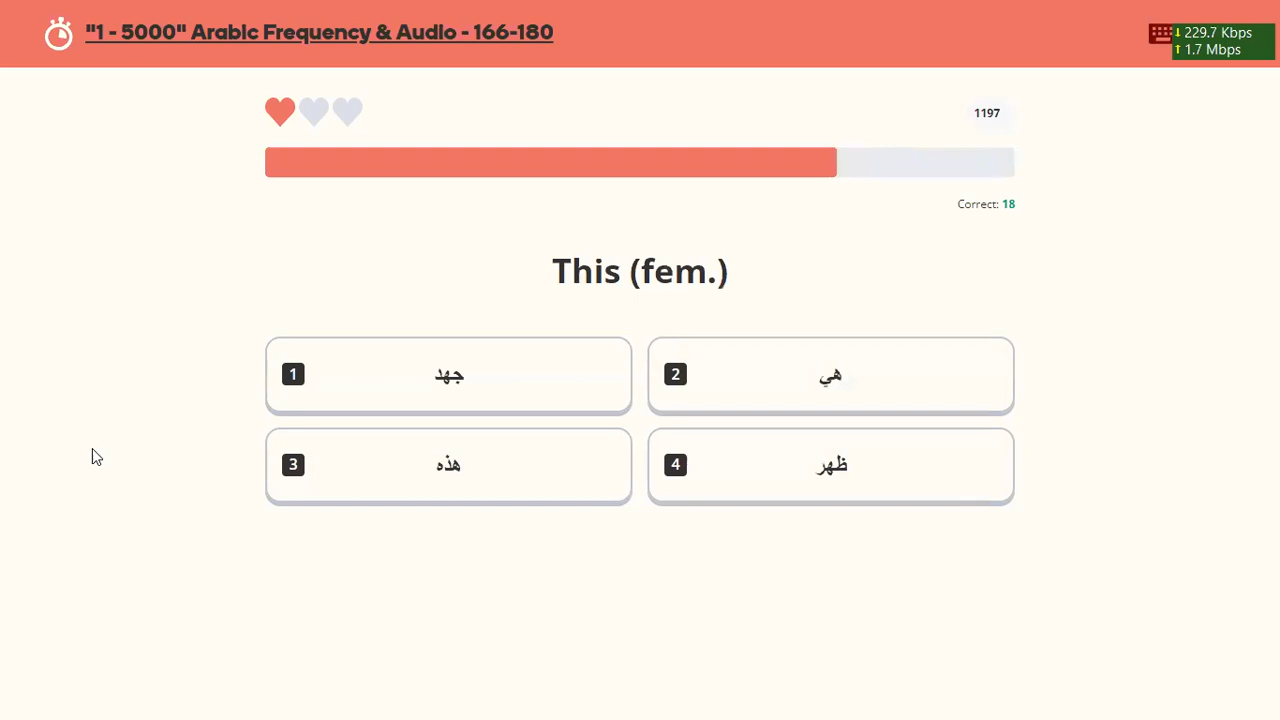 "1 - 5000" Arabic Frequency & Audio - 166-180
↓ 229.7 Kbps
↑ 1.7 Mbps
1197
Correct: 18
This (fem.)
1 جهد
2 هي
3 هذه
4 ظهر